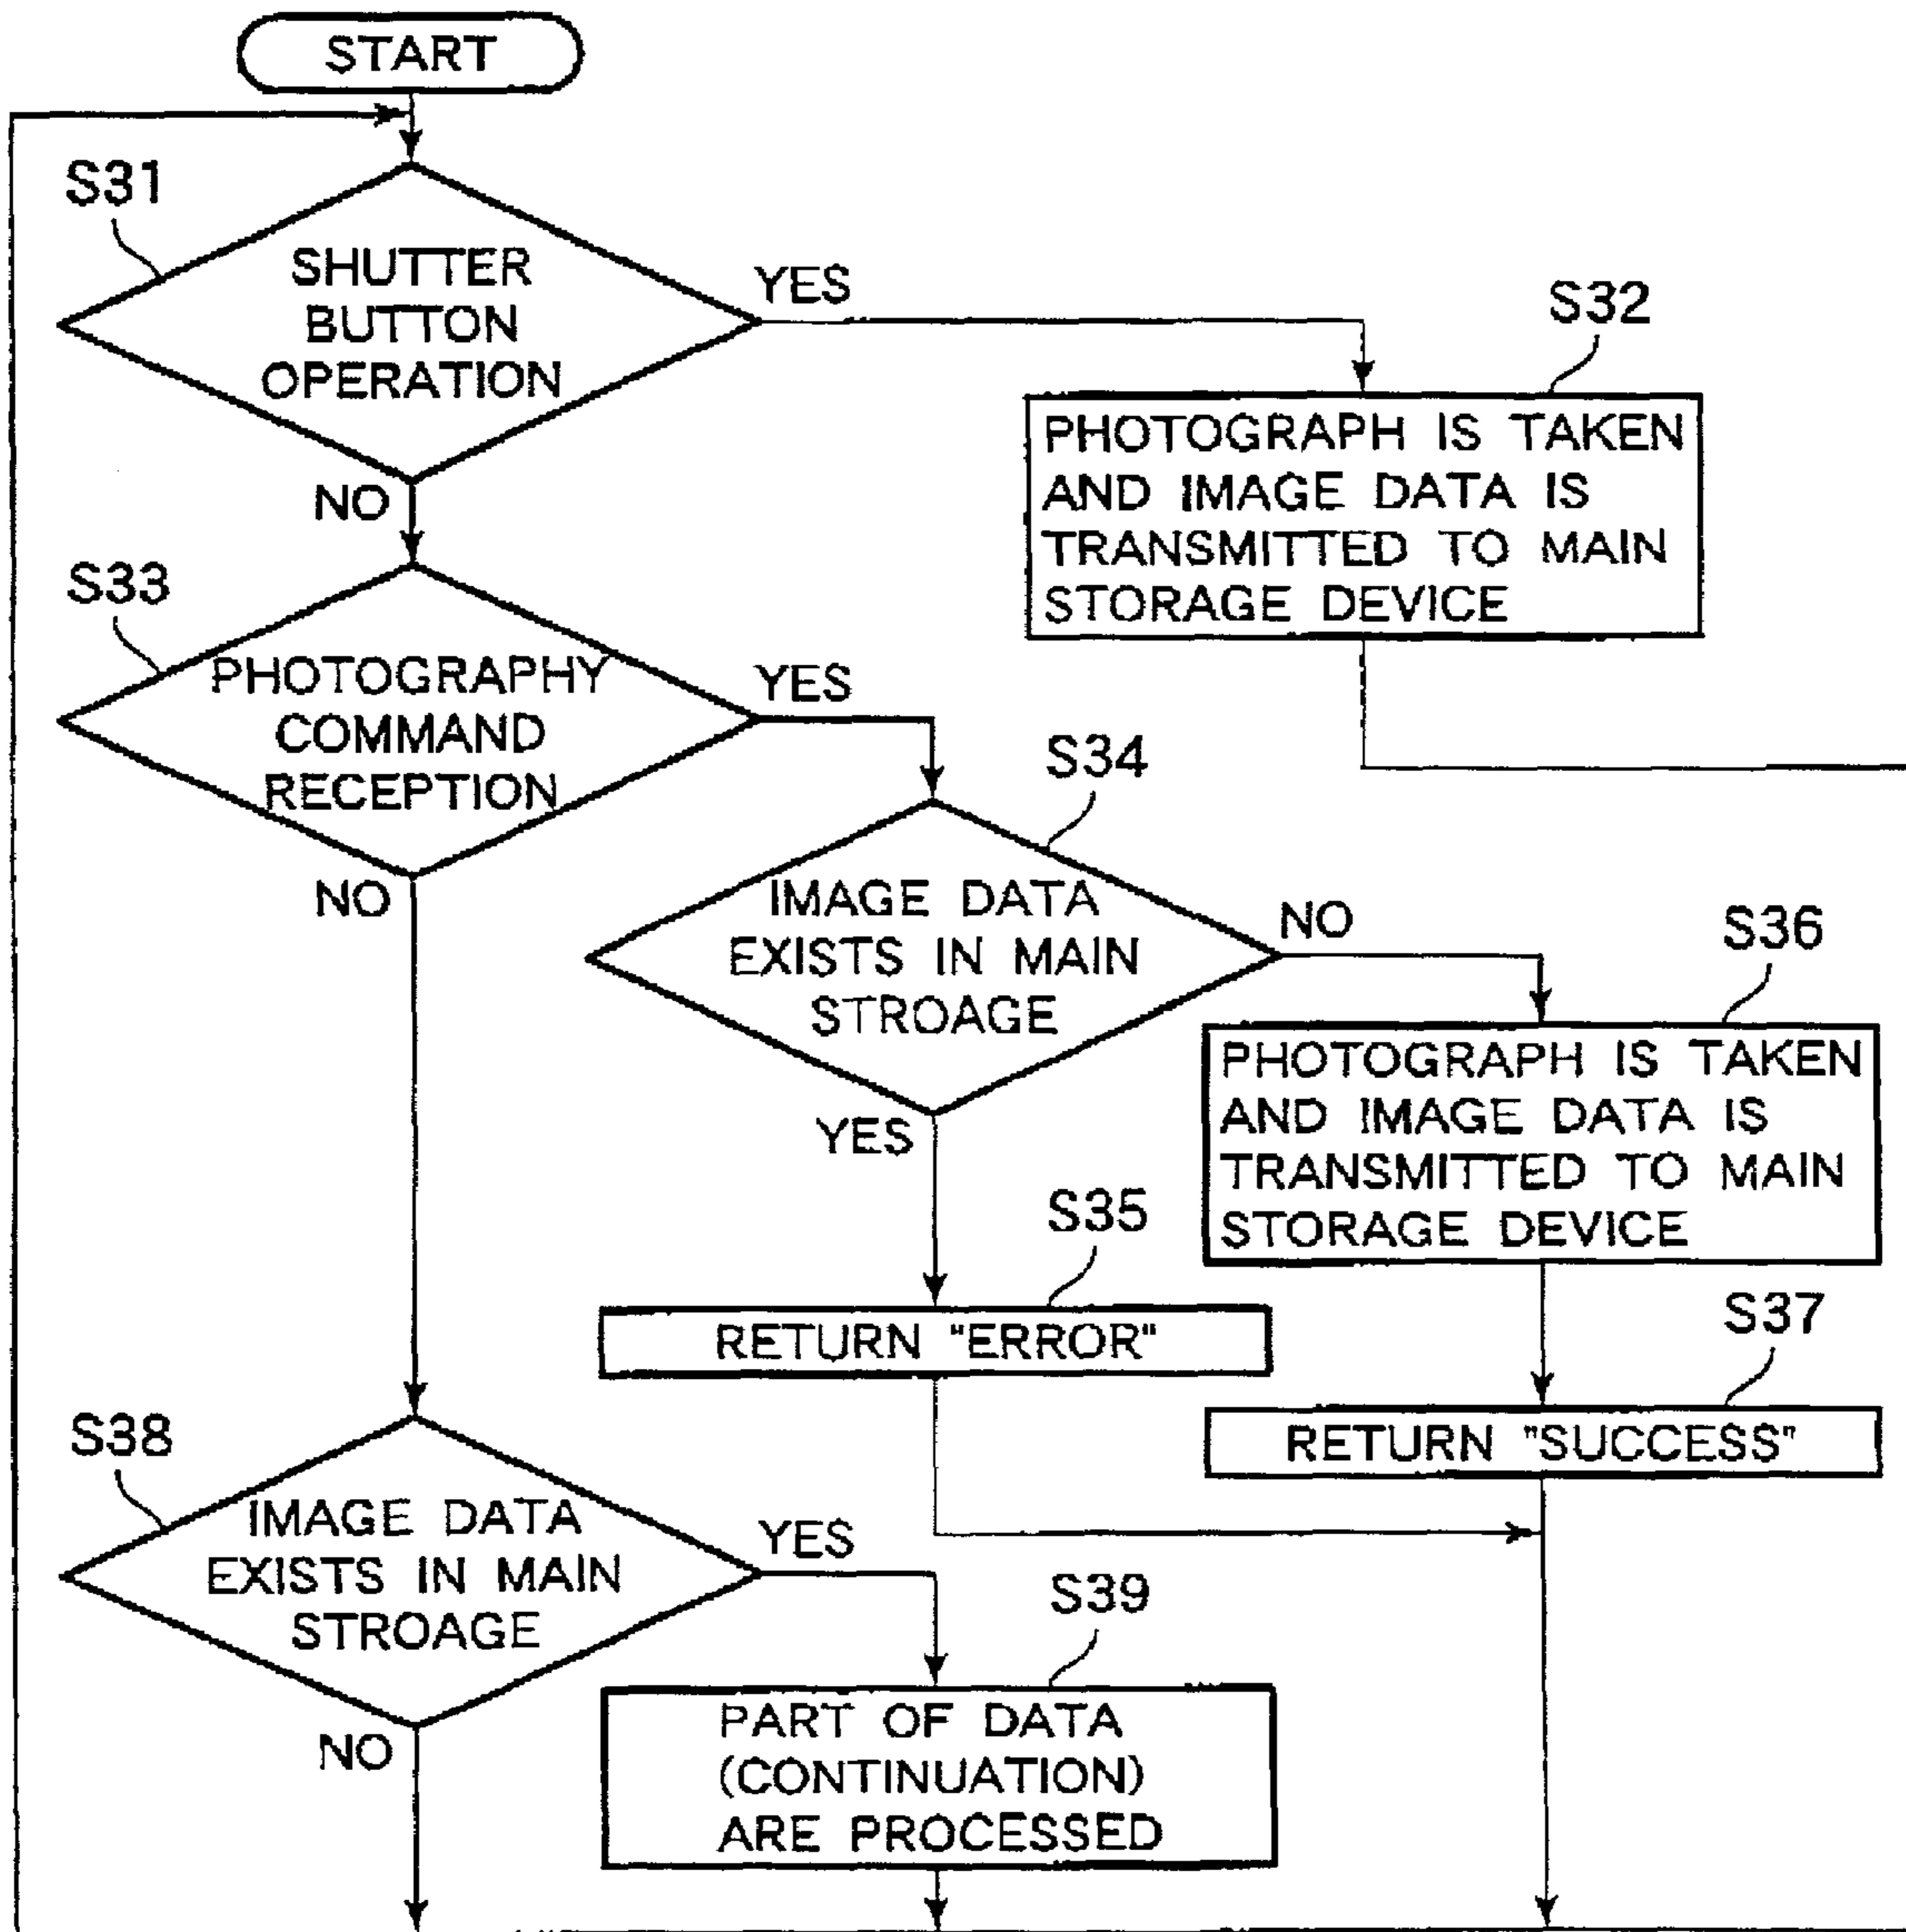 START
S31
SHUTTER
BUTTON
OPERATION
YES
NO
S32
PHOTOGRAPH IS TAKEN
AND IMAGE DATA IS
TRANSMITTED TO MAIN
STORAGE DEVICE
S33
PHOTOGRAPHY
COMMAND
RECEPTION
YES
NO
S34
IMAGE DATA
EXISTS IN MAIN
STROAGE
NO
YES
S36
PHOTOGRAPH IS TAKEN
AND IMAGE DATA IS
TRANSMITTED TO MAIN
STORAGE DEVICE
S35
RETURN "ERROR"
S37
RETURN "SUCCESS"
S38
IMAGE DATA
EXISTS IN MAIN
STROAGE
YES
NO
S39
PART OF DATA
(CONTINUATION)
ARE PROCESSED